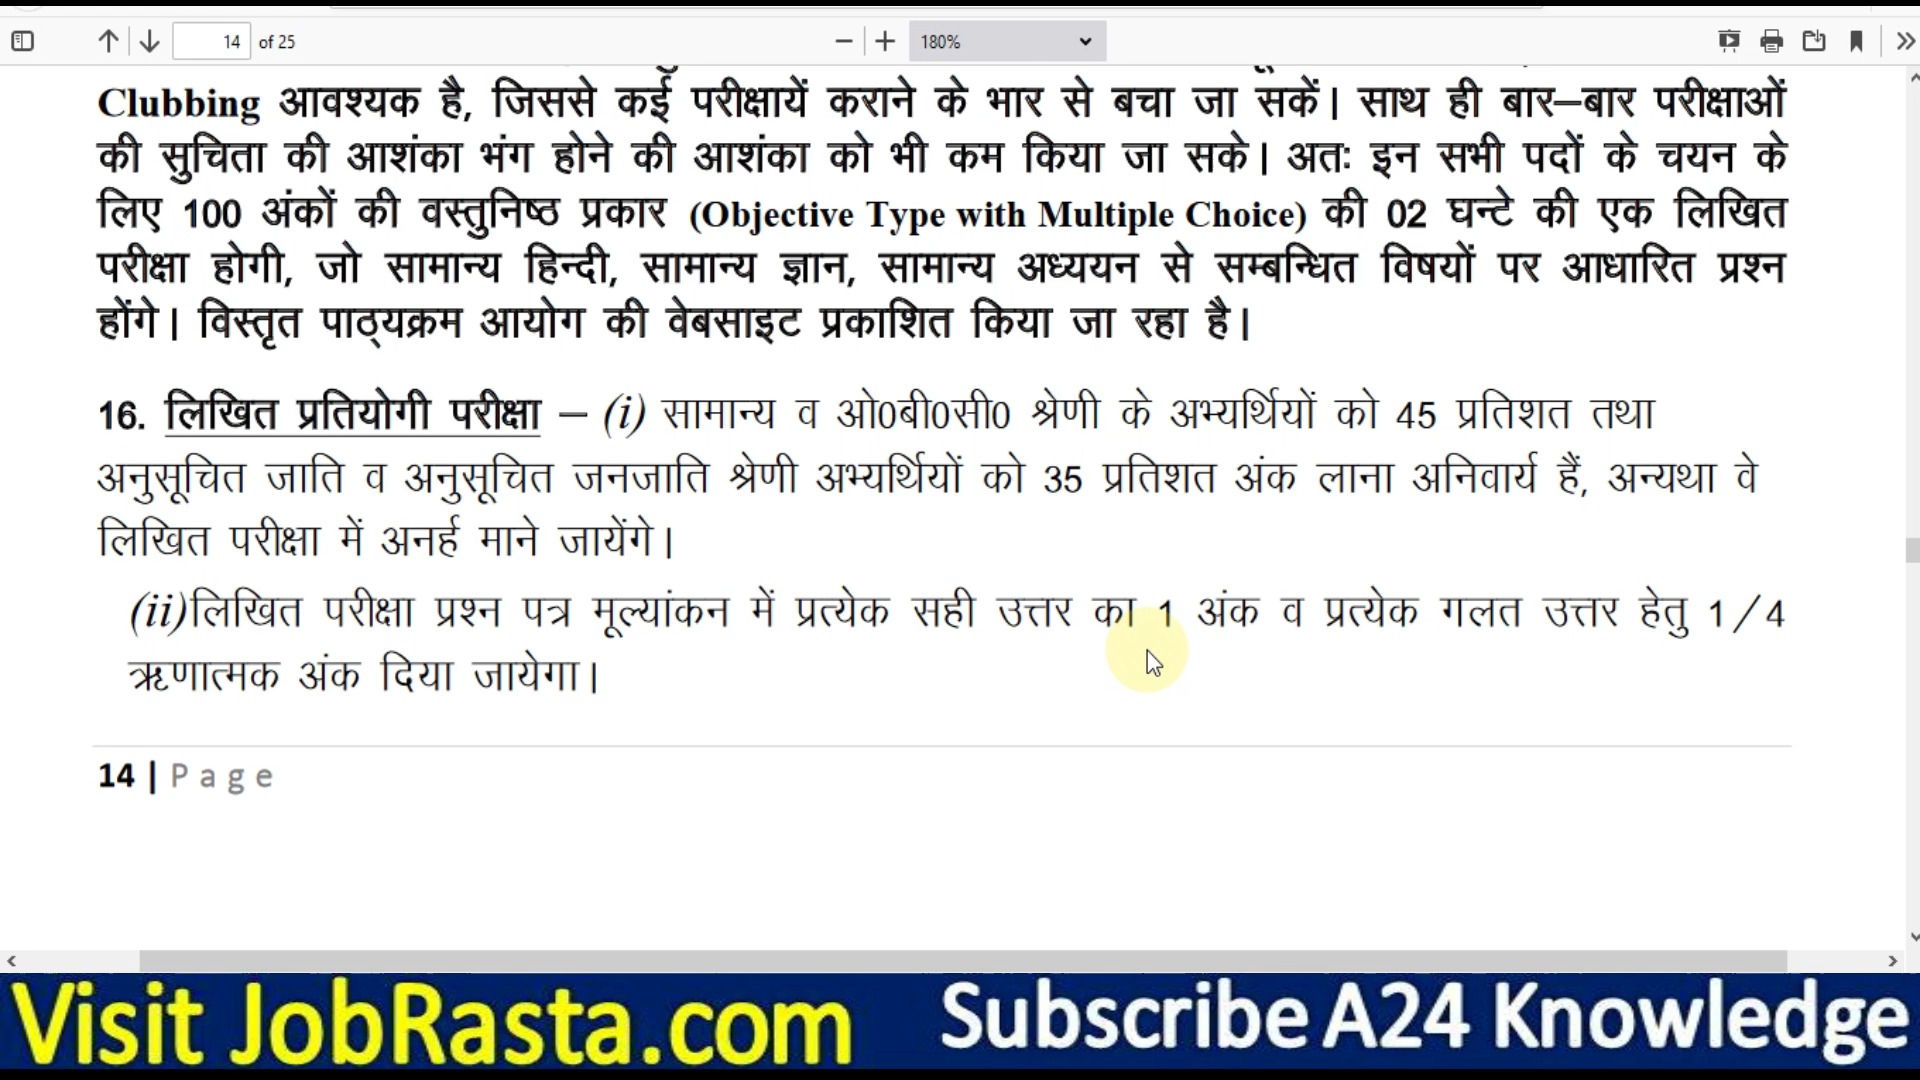 14 of 25
180%
Clubbing आवश्यक है, जिससे कई परीक्षायें कराने के भार से बचा जा सकें। साथ ही बार–बार परीक्षाओं
की सुचिता की आशंका भंग होने की आशंका को भी कम किया जा सके। अतः इन सभी पदों के चयन के
लिए 100 अंकों की वस्तुनिष्ठ प्रकार (Objective Type with Multiple Choice) की 02 घन्टे की एक लिखित
परीक्षा होगी, जो सामान्य हिन्दी, सामान्य ज्ञान, सामान्य अध्ययन से सम्बन्धित विषयों पर आधारित प्रश्न
होंगे। विस्तृत पाठ्यक्रम आयोग की वेबसाइट प्रकाशित किया जा रहा है।
16. लिखित प्रतियोगी परीक्षा – (i) सामान्य व ओ0बी0सी0 श्रेणी के अभ्यर्थियों को 45 प्रतिशत तथा
अनुसूचित जाति व अनुसूचित जनजाति श्रेणी अभ्यर्थियों को 35 प्रतिशत अंक लाना अनिवार्य हैं, अन्यथा वे
लिखित परीक्षा में अनर्ह माने जायेंगे।
(ii)लिखित परीक्षा प्रश्न पत्र मूल्यांकन में प्रत्येक सही उत्तर का 1 अंक व प्रत्येक गलत उत्तर हेतु 1/4
ऋणात्मक अंक दिया जायेगा।
14 | Page
Visit JobRasta.com Subscribe A24 Knowledge